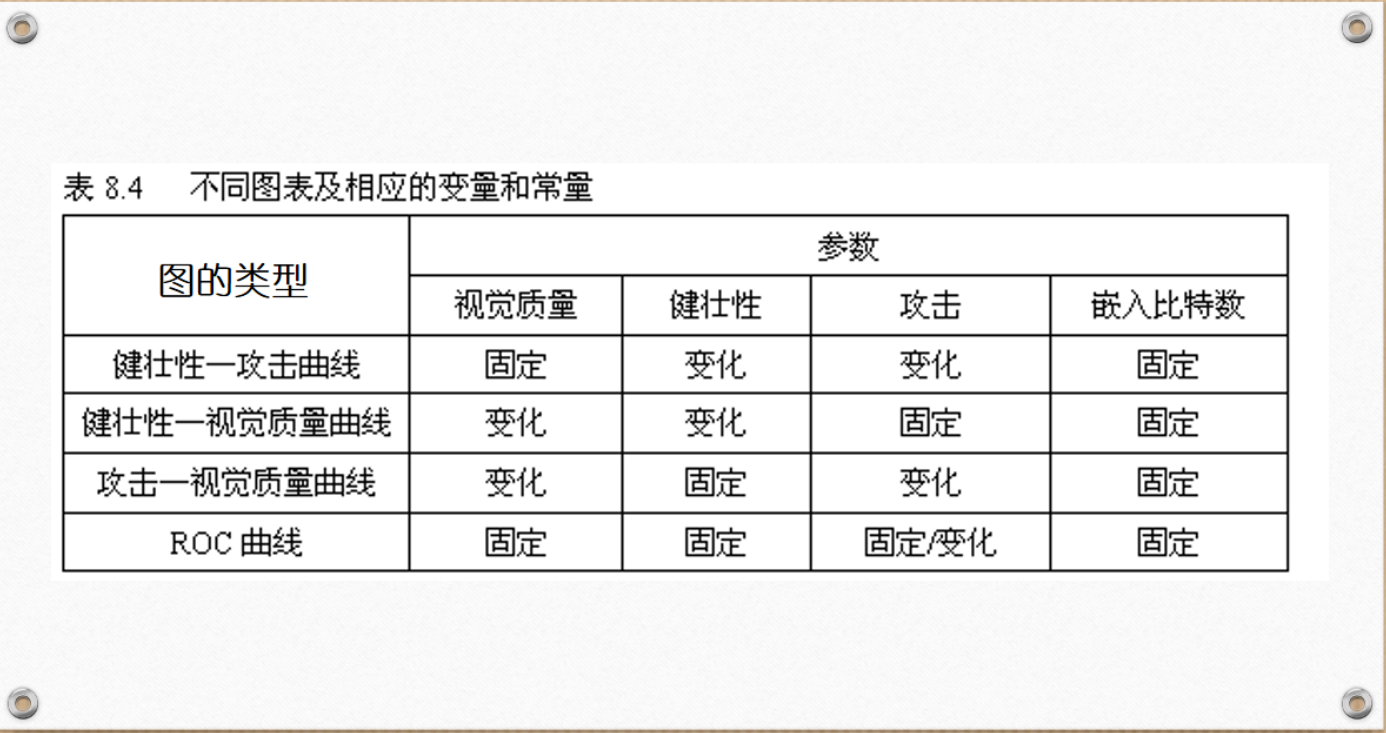 表 8.4 不同图表及相应的变量和常量
图的类型 参数
视觉质量 健壮性 攻击 嵌入比特数
健壮性—攻击曲线 固定 变化 变化 固定
健壮性—视觉质量曲线 变化 变化 固定 固定
攻击—视觉质量曲线 变化 固定 变化 固定
ROC 曲线 固定 固定 固定/变化 固定